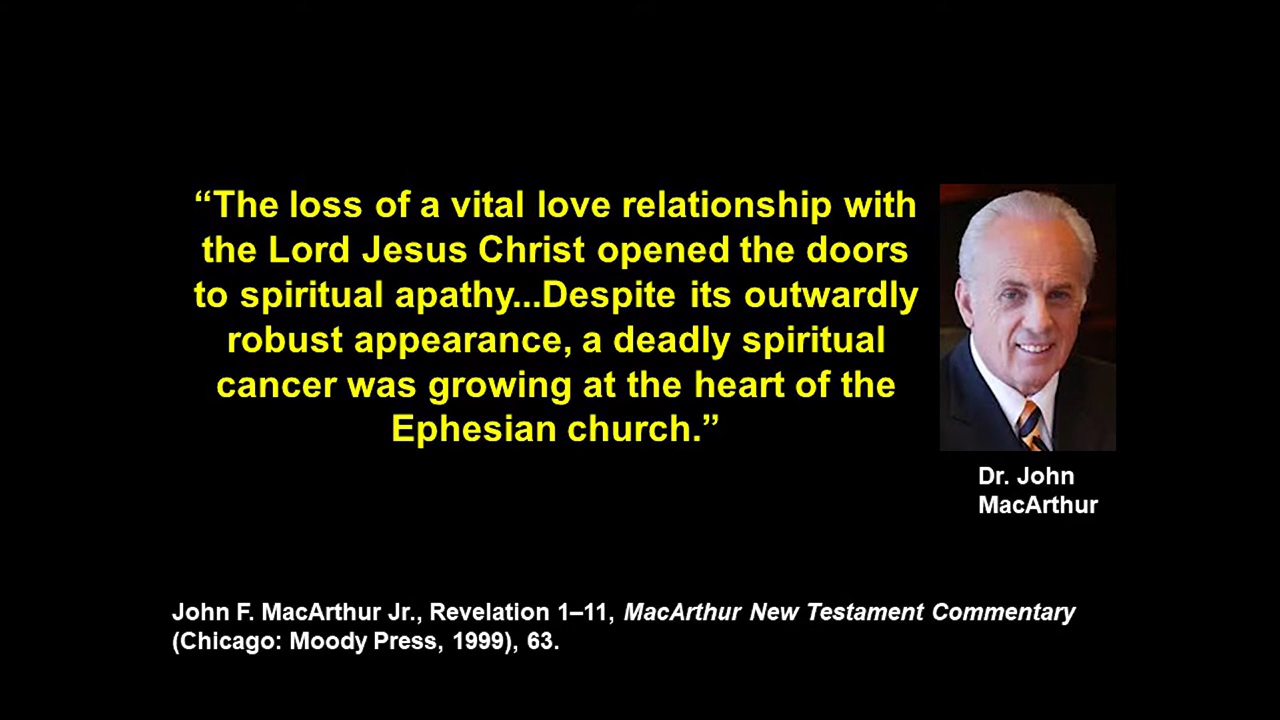 “The loss of a vital love relationship with
the Lord Jesus Christ opened the doors
to spiritual apathy...Despite its outwardly
robust appearance, a deadly spiritual
cancer was growing at the heart of the
Ephesian church.”
Dr. John
MacArthur
John F. MacArthur Jr., Revelation 1–11, MacArthur New Testament Commentary
(Chicago: Moody Press, 1999), 63.